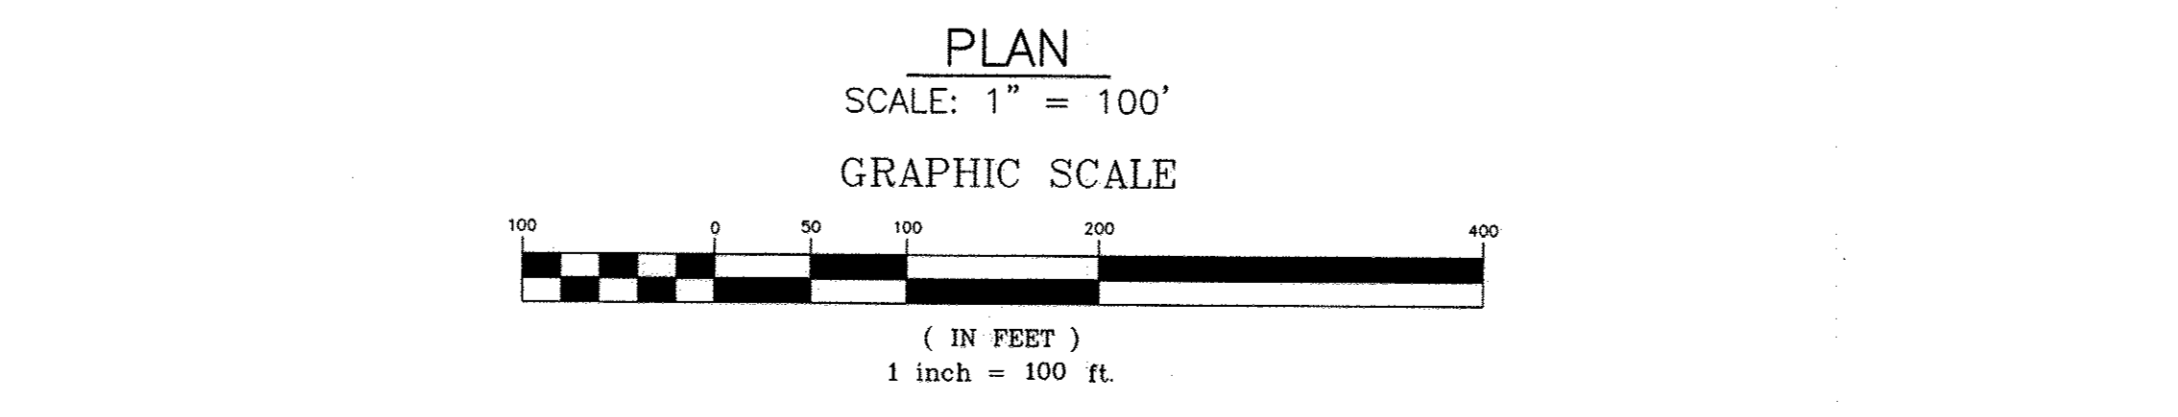 PLAN
SCALE: 1" = 100'
GRAPHIC SCALE
100 0 50 100 200 400
( IN FEET )
1 inch = 100 ft.